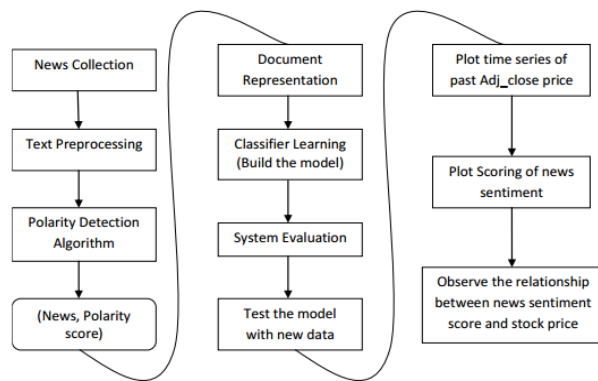 News Collection
Text Preprocessing
Polarity Detection
Algorithm
(News, Polarity
score)
Document
Representation
Classifier Learning
(Build the model)
System Evaluation
Test the model
with new data
Plot time series of
past Adj_close price
Plot Scoring of news
sentiment
Observe the relationship
between news sentiment
score and stock price